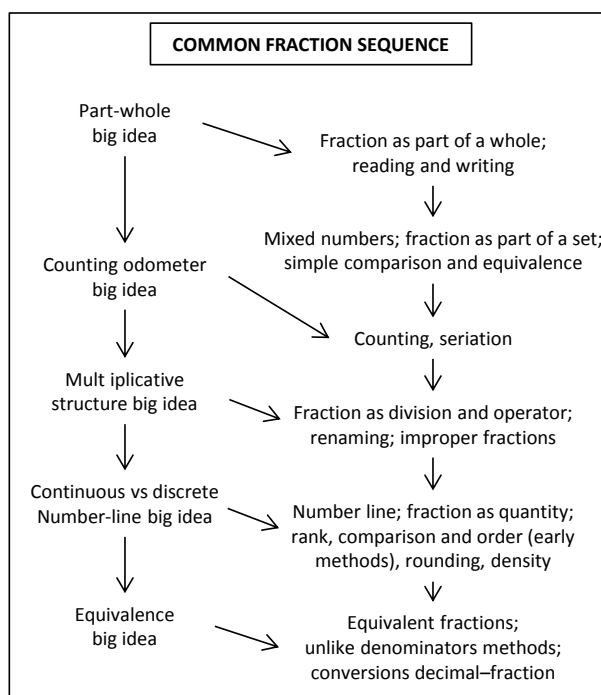 COMMON FRACTION SEQUENCE
Part-whole
big idea
Fraction as part of a whole;
reading and writing
Mixed numbers; fraction as part of a set;
simple comparison and equivalence
Counting odometer
big idea
Counting, seriation
Mult iplicative
structure big idea
Fraction as division and operator;
renaming; improper fractions
Continuous vs discrete
Number-line big idea
Number line; fraction as quantity;
rank, comparison and order (early
methods), rounding, density
Equivalence
big idea
Equivalent fractions;
unlike denominators methods;
conversions decimal–fraction